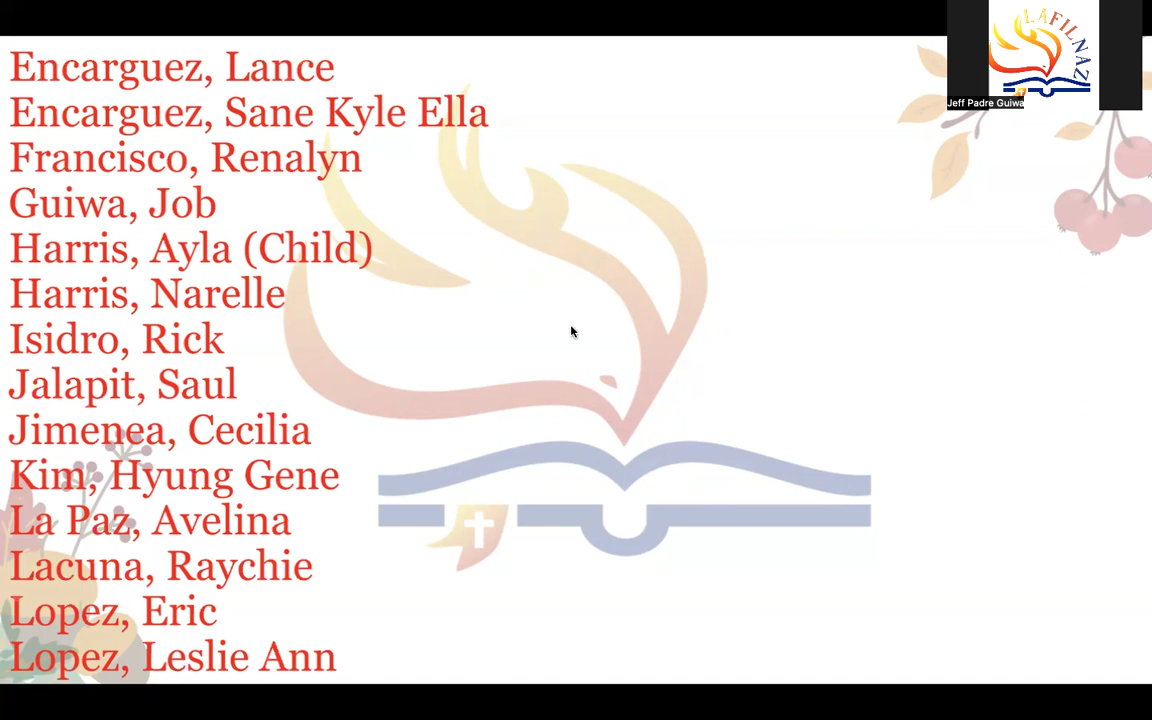 Encarguez, Lance
Encarguez, Sane Kyle Ella
Francisco, Renalyn
Guiwa, Job
Harris, Ayla (Child)
Harris, Narelle
Isidro, Rick
Jalapit, Saul
Jimenea, Cecilia
Kim, Hyung Gene
La Paz, Avelina
Lacuna, Raychie
Lopez, Eric
Lopez, Leslie Ann
LAFILNAZ
Jeff Padre Guiwa